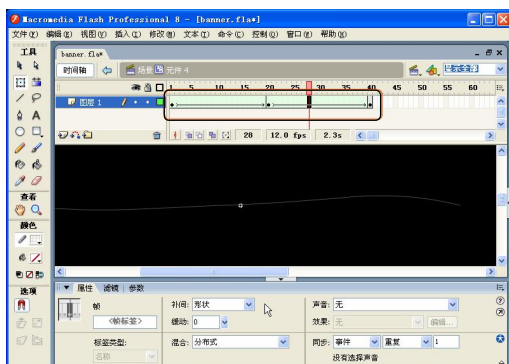 Macromedia Flash Professional 8 - [banner.fla*]
文件(F) 编辑(E) 视图(V) 插入(I) 修改(M) 文本(T) 命令(C) 控制(O) 窗口(W) 帮助(H)
工具
banner.fla*
时间轴 场景 元件 4
1 5 10 15 20 25 30 35 40 45 50 55 60
图层 1
28 12.0 fps 2.3s
查看
颜色
选项
属性 滤镜 参数
帧 补间: 形状 声音: 无
<帧标签> 缓动: 0 效果: 无 编辑...
标签类型: 混合: 分布式 同步: 事件 重复 1
名称 没有选择声音